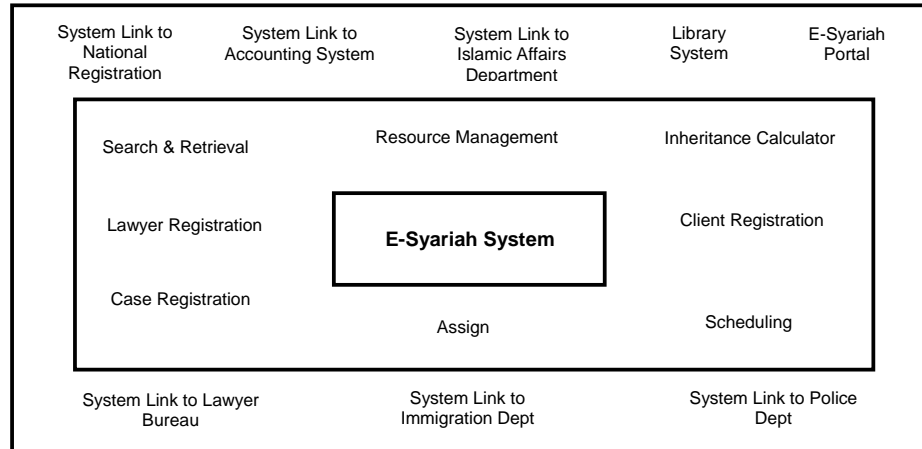 System Link to
National
Registration
System Link to
Accounting System
System Link to
Islamic Affairs
Department
Library
System
E-Syariah
Portal
Search & Retrieval
Resource Management
Inheritance Calculator
Lawyer Registration
E-Syariah System
Client Registration
Case Registration
Assign
Scheduling
System Link to Lawyer
Bureau
System Link to
Immigration Dept
System Link to Police
Dept